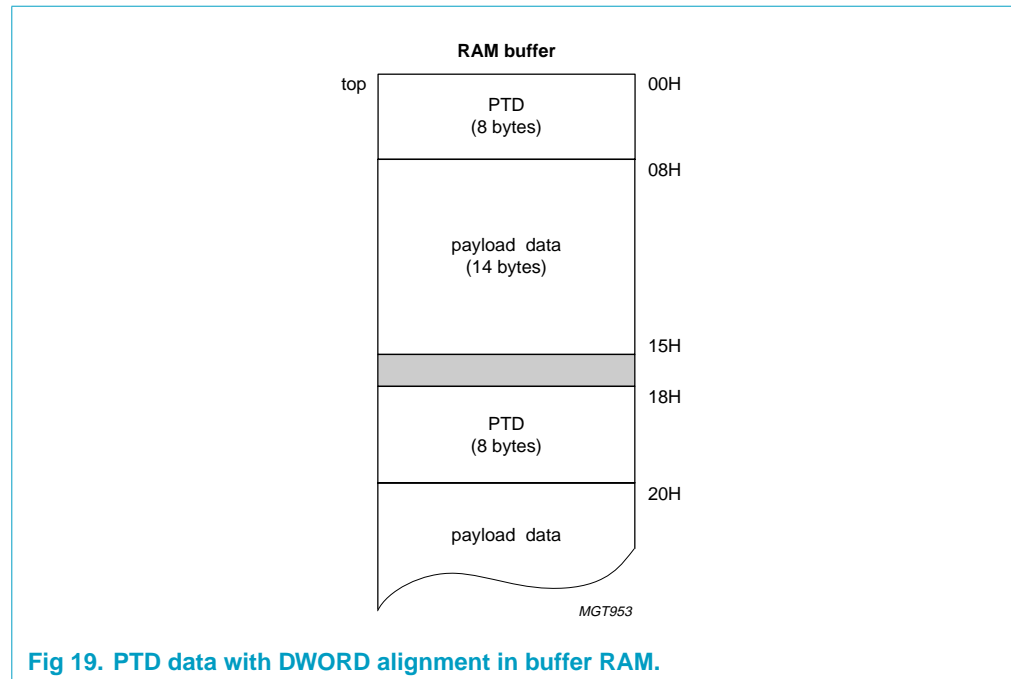 RAM buffer
top
00H
PTD
(8 bytes)
08H
payload data
(14 bytes)
15H
18H
PTD
(8 bytes)
20H
payload data
MGT953
Fig 19. PTD data with DWORD alignment in buffer RAM.